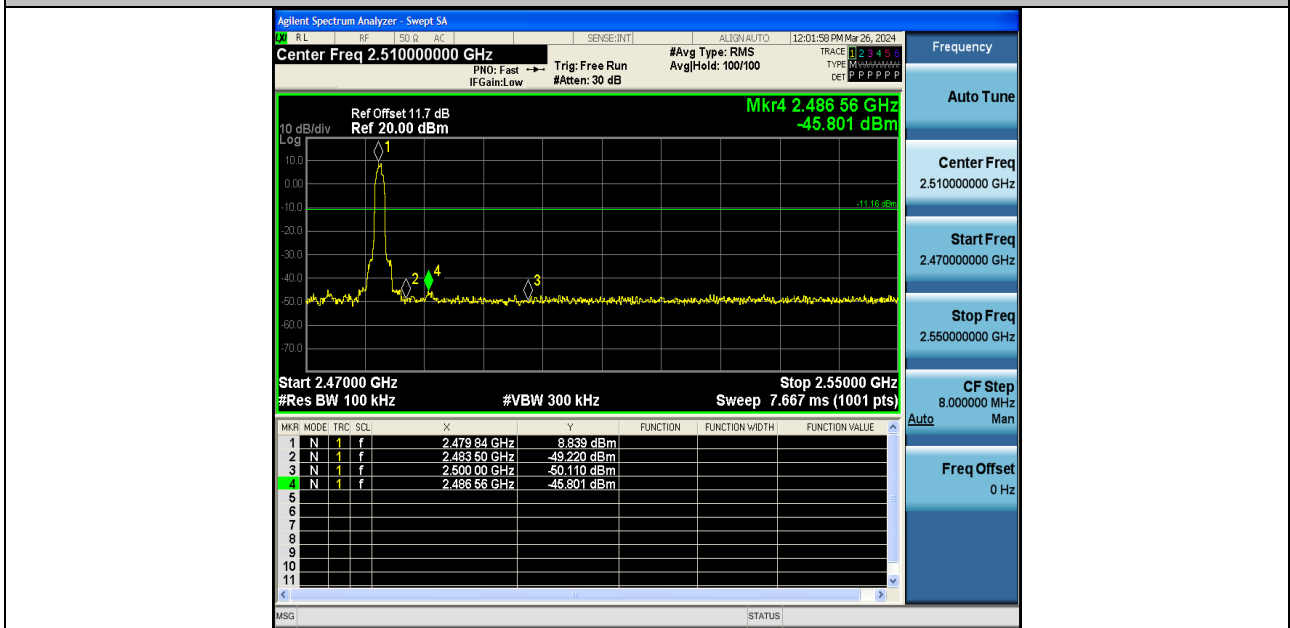 Agilent Spectrum Analyzer - Swept SA
RL RF 50 Ω AC SENSE:INT ALIGN AUTO 12:01:58 PM Mar 26, 2024
Center Freq 2.510000000 GHz
PNO: Fast
IFGain:Low
Trig: Free Run
#Atten: 30 dB
#Avg Type: RMS
Avg|Hold: 100/100
TRACE 1 2 3 4 5 6
TYPE M
DET P P P P P P
Frequency
Auto Tune
Center Freq
2.510000000 GHz
Start Freq
2.470000000 GHz
Stop Freq
2.550000000 GHz
CF Step
8.000000 MHz
Auto Man
Freq Offset
0 Hz
Mkr4 2.486 56 GHz
-45.801 dBm
Ref Offset 11.7 dB
10 dB/div Ref 20.00 dBm
Log
10.0
0.00
-10.0
-20.0
-30.0
-40.0
-50.0
-60.0
-70.0
1
2
4
3
-11.16 dBm
Start 2.47000 GHz Stop 2.55000 GHz
#Res BW 100 kHz #VBW 300 kHz Sweep 7.667 ms (1001 pts)
MKR MODE TRC SCL X Y FUNCTION FUNCTION WIDTH FUNCTION VALUE
1 N 1 f 2.479 84 GHz 8.839 dBm
2 N 1 f 2.483 50 GHz -49.220 dBm
3 N 1 f 2.500 00 GHz -50.110 dBm
4 N 1 f 2.486 56 GHz -45.801 dBm
5
6
7
8
9
10
11
MSG STATUS